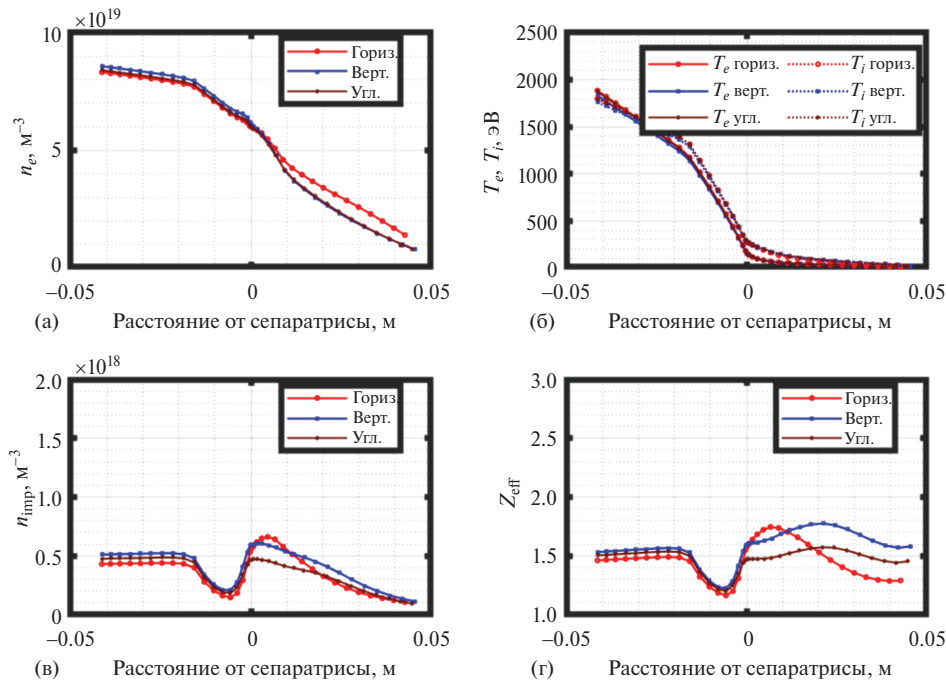 ×10^19
10
5
0
n_e, м^−3
Гориз.
Верт.
Угл.
−0.05
0
0.05
(а)
Расстояние от сепаратрисы, м
2500
2000
1500
1000
500
0
T_e, T_i, эВ
T_e гориз.
T_i гориз.
T_e верт.
T_i верт.
T_e угл.
T_i угл.
−0.05
0
0.05
(б)
Расстояние от сепаратрисы, м
×10^18
2.0
1.5
1.0
0.5
0
n_imp, м^−3
Гориз.
Верт.
Угл.
−0.05
0
0.05
(в)
Расстояние от сепаратрисы, м
3.0
2.5
2.0
1.5
1.0
Z_eff
Гориз.
Верт.
Угл.
−0.05
0
0.05
(г)
Расстояние от сепаратрисы, м